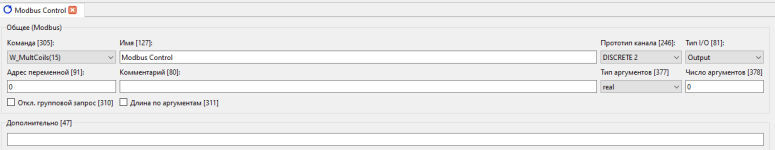 Modbus Control
Общее (Modbus)
Команда [305]: Имя [127]: Прототип канала [246]: Тип I/O [81]:
W_MultCoils(15) Modbus Control DISCRETE 2 Output
Адрес переменной [91]: Комментарий [80]: Тип аргументов [377] Число аргументов [378]
0 real 0
Откл. групповой запрос [310] Длина по аргументам [311]
Дополнительно [47]